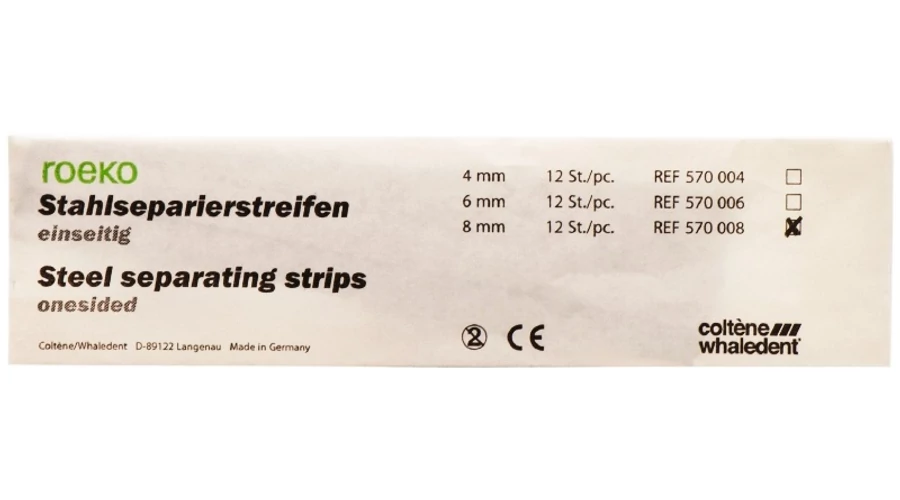 roeko
Stahlseparierstreifen
einseitig
Steel separating strips
onesided
Coltène/Whaledent D-89122 Langenau Made in Germany
4 mm 12 St./pc. REF 570 004
6 mm 12 St./pc. REF 570 006
8 mm 12 St./pc. REF 570 008
2
CE
coltène
whaledent